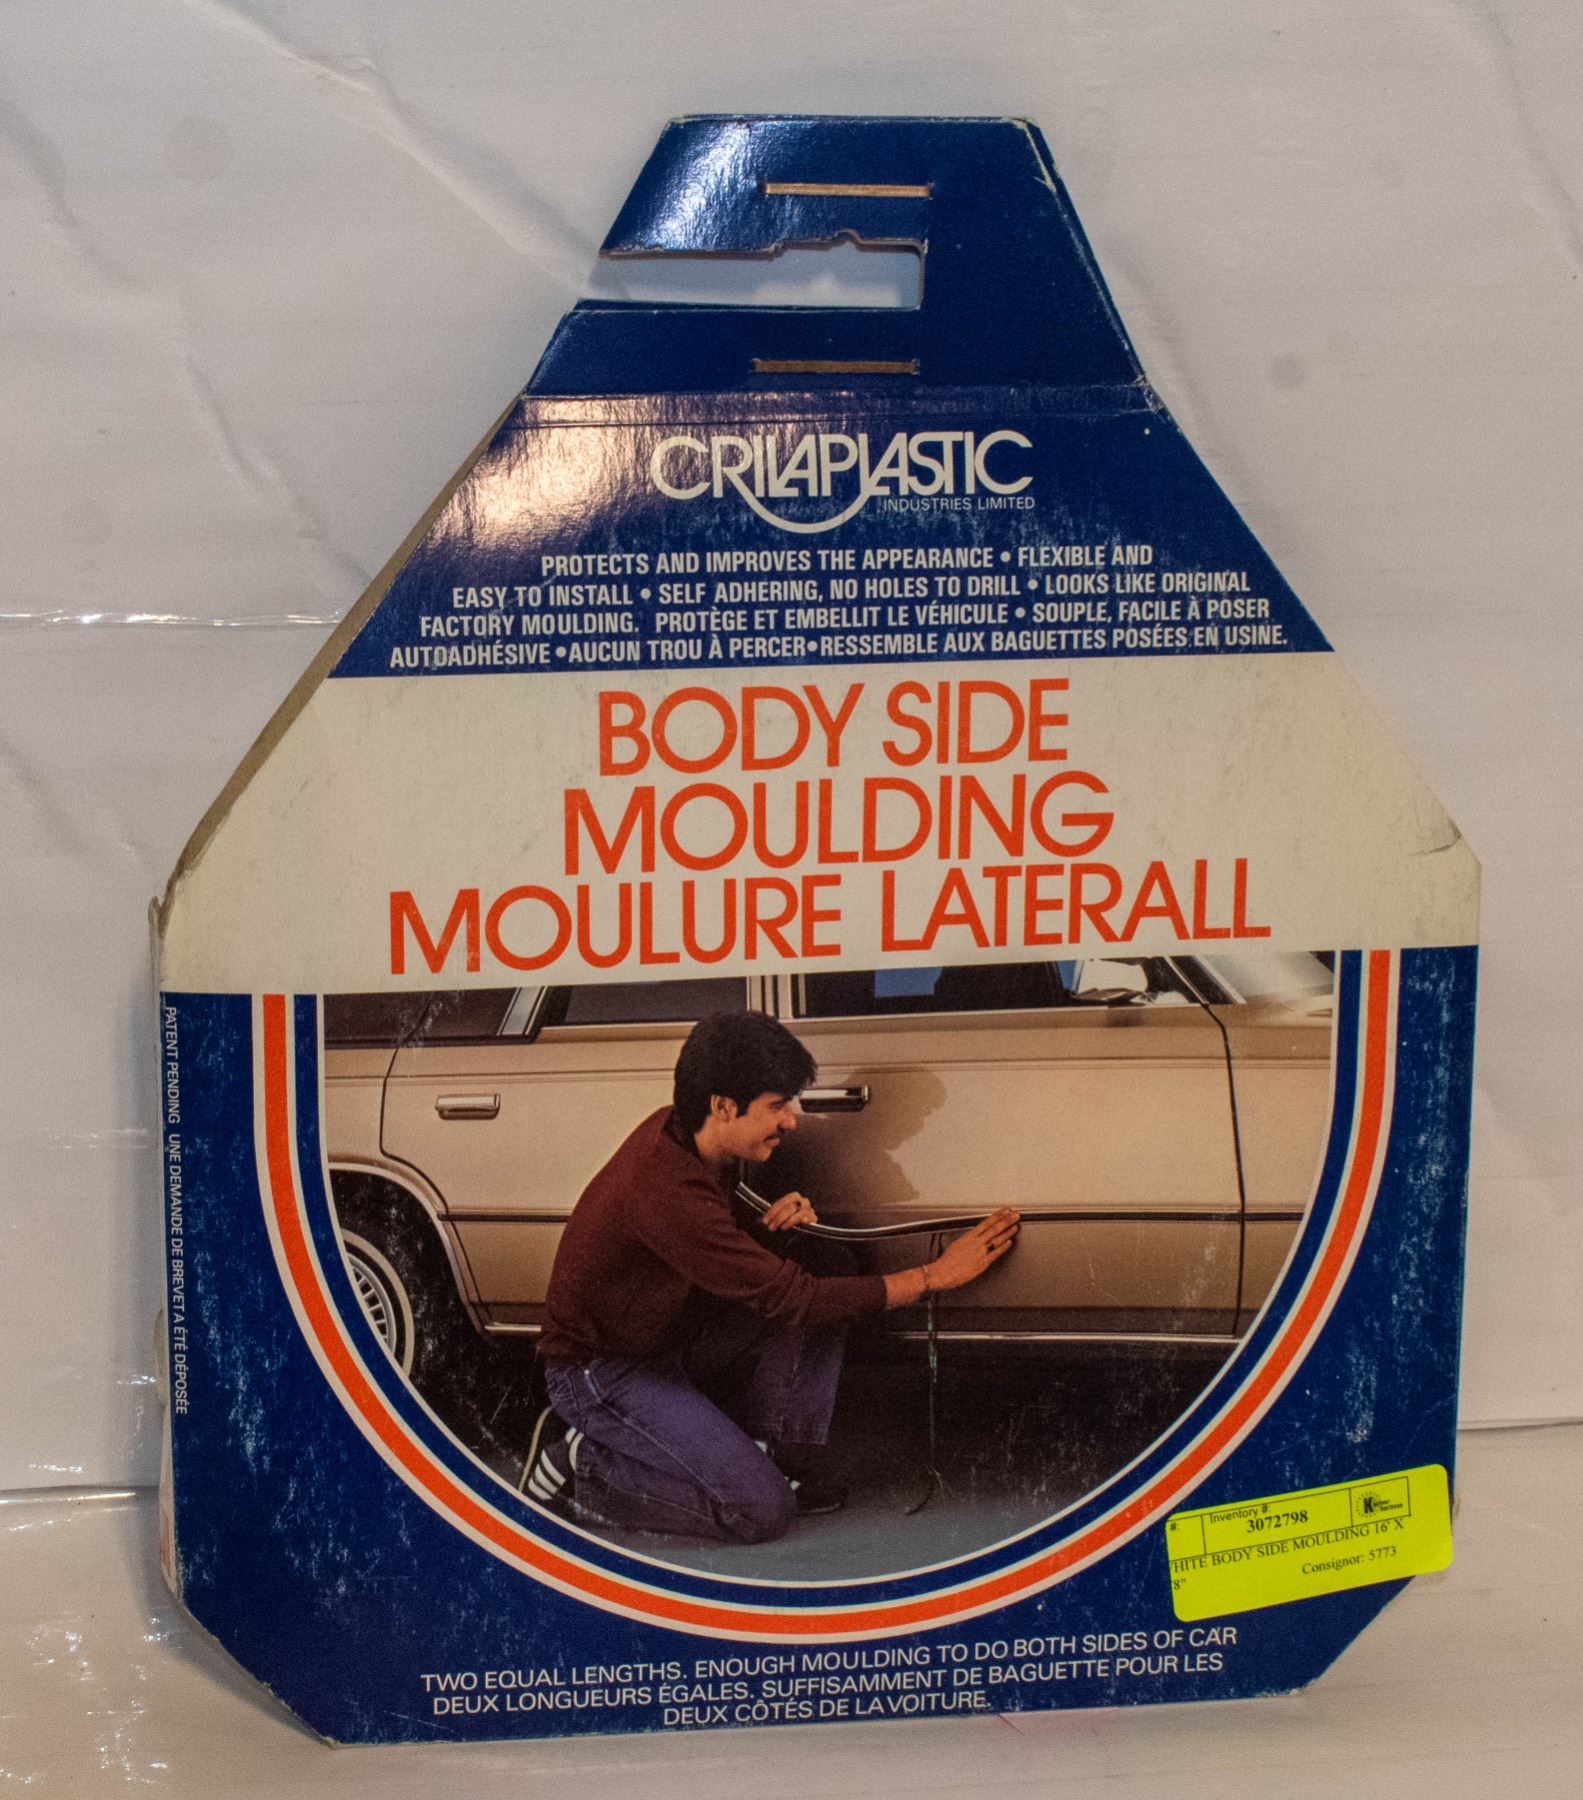 CRILAPLASTIC
INDUSTRIES LIMITED
PROTECTS AND IMPROVES THE APPEARANCE • FLEXIBLE AND
EASY TO INSTALL • SELF ADHERING, NO HOLES TO DRILL • LOOKS LIKE ORIGINAL
FACTORY MOULDING. PROTÈGE ET EMBELLIT LE VÉHICULE • SOUPLE, FACILE À POSER
AUTOADHÉSIVE • AUCUN TROU À PERCER • RESSEMBLE AUX BAGUETTES POSÉES EN USINE.
BODY SIDE
MOULDING
MOULURE LATERALL
PATENT PENDING UNE DEMANDE DE BREVET A ÉTÉ DÉPOSÉE
#:
Inventory #:
3072798
HITE BODY SIDE MOULDING 16' X
8"
Consignor: 5773
TWO EQUAL LENGTHS. ENOUGH MOULDING TO DO BOTH SIDES OF CAR
DEUX LONGUEURS ÉGALES. SUFFISAMMENT DE BAGUETTE POUR LES
DEUX CÔTÉS DE LA VOITURE.